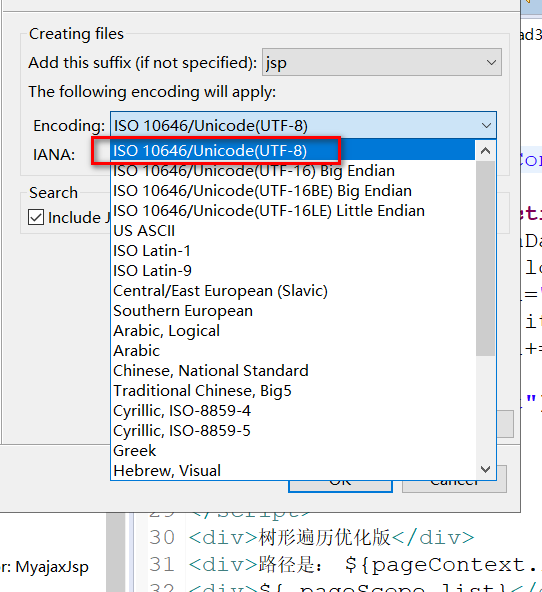 Creating files
Add this suffix (if not specified): jsp
The following encoding will apply:
Encoding: ISO 10646/Unicode(UTF-8)
IANA:
ISO 10646/Unicode(UTF-8)
ISO 10646/Unicode(UTF-16) Big Endian
ISO 10646/Unicode(UTF-16BE) Big Endian
ISO 10646/Unicode(UTF-16LE) Little Endian
US ASCII
ISO Latin-1
ISO Latin-9
Central/East European (Slavic)
Southern European
Arabic, Logical
Arabic
Chinese, National Standard
Traditional Chinese, Big5
Cyrillic, ISO-8859-4
Cyrillic, ISO-8859-5
Greek
Hebrew, Visual
Search
Include J
OK
Cancel
ad3
29 </script>
30 <div>树形遍历优化版</div>
31 <div>路径是： ${pageContext.
32 <div>${ pageScope.list}</
r: MyajaxJsp